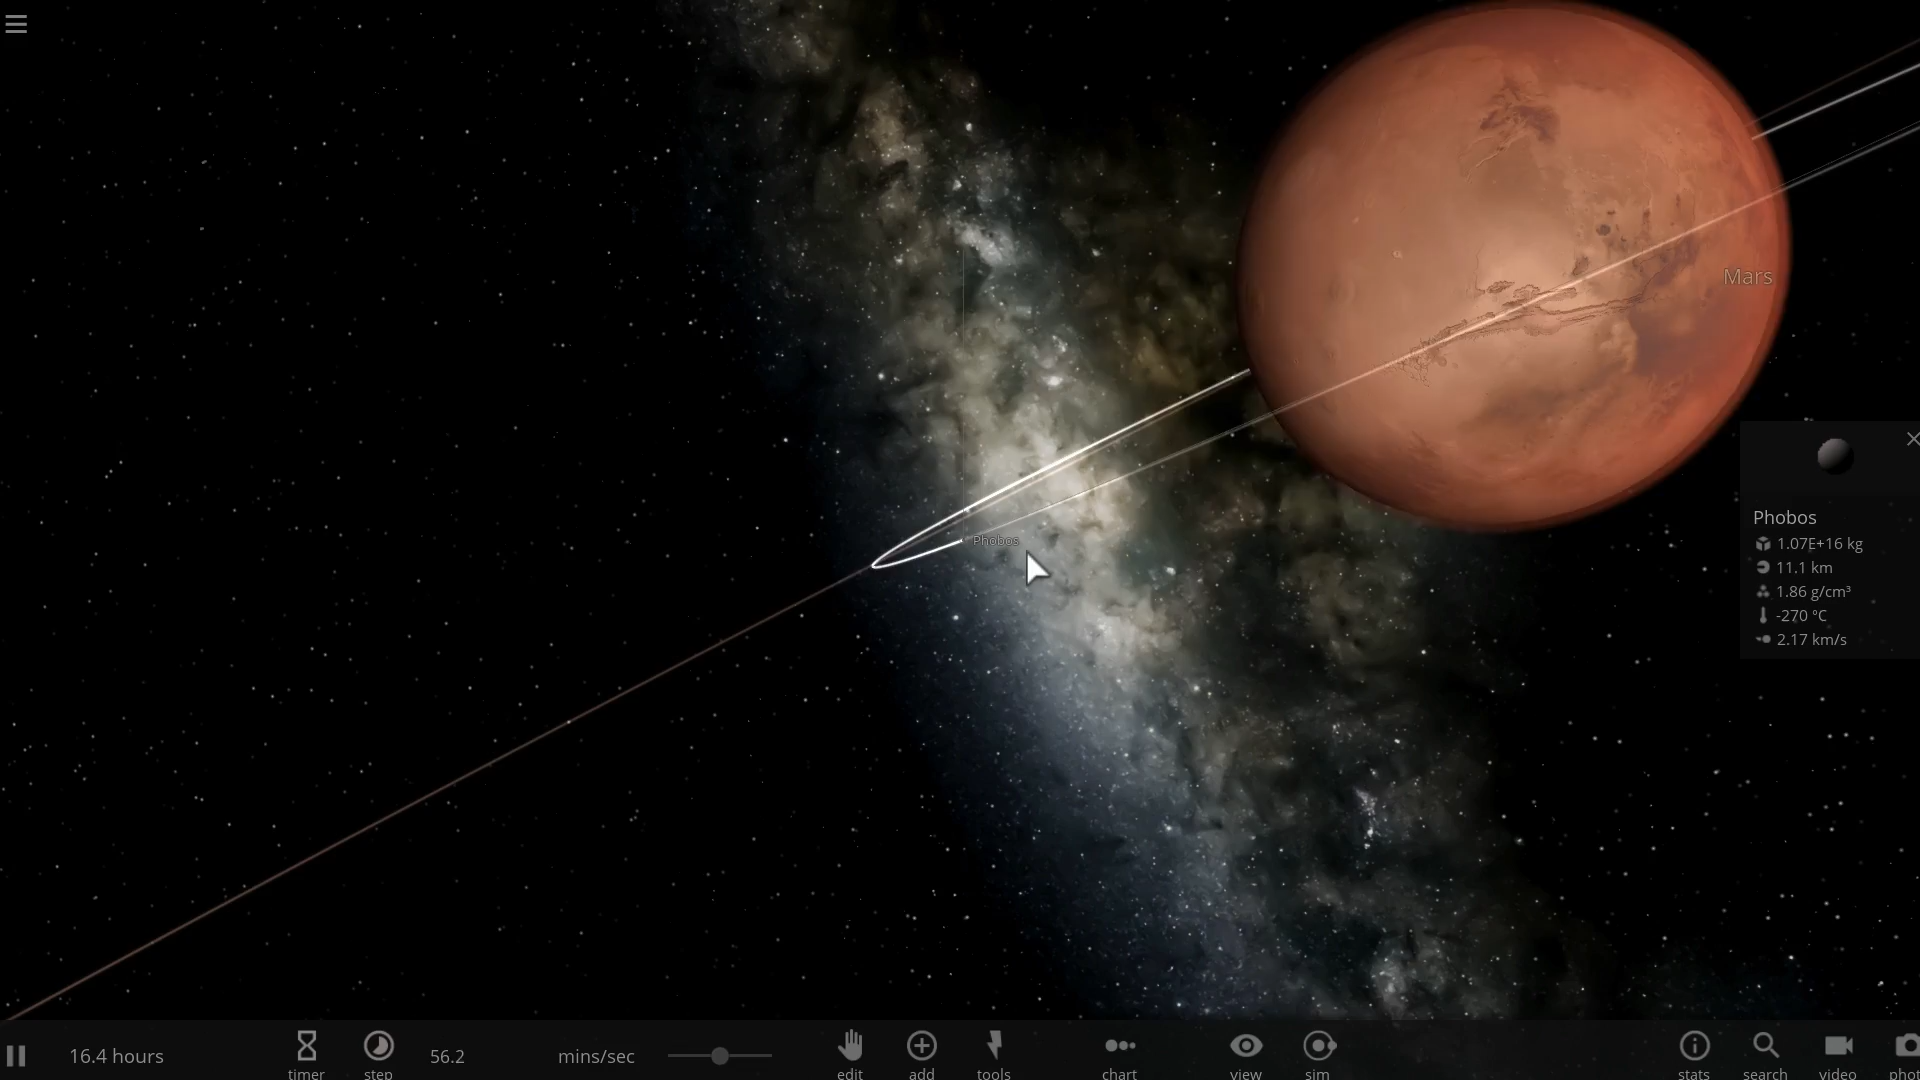 Mars
Phobos
Phobos
1.07E+16 kg
11.1 km
1.86 g/cm³
-270 °C
2.17 km/s
16.4 hours
timer
step
56.2
mins/sec
edit
add
tools
chart
view
sim
stats
search
video
phot